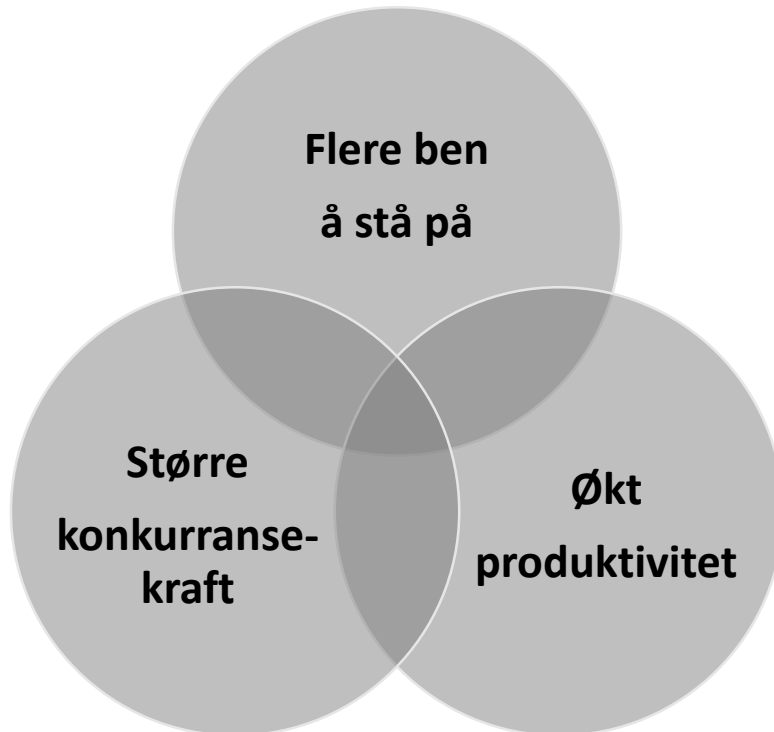 Flere ben
å stå på
Større
konkurranse-
kraft
Økt
produktivitet